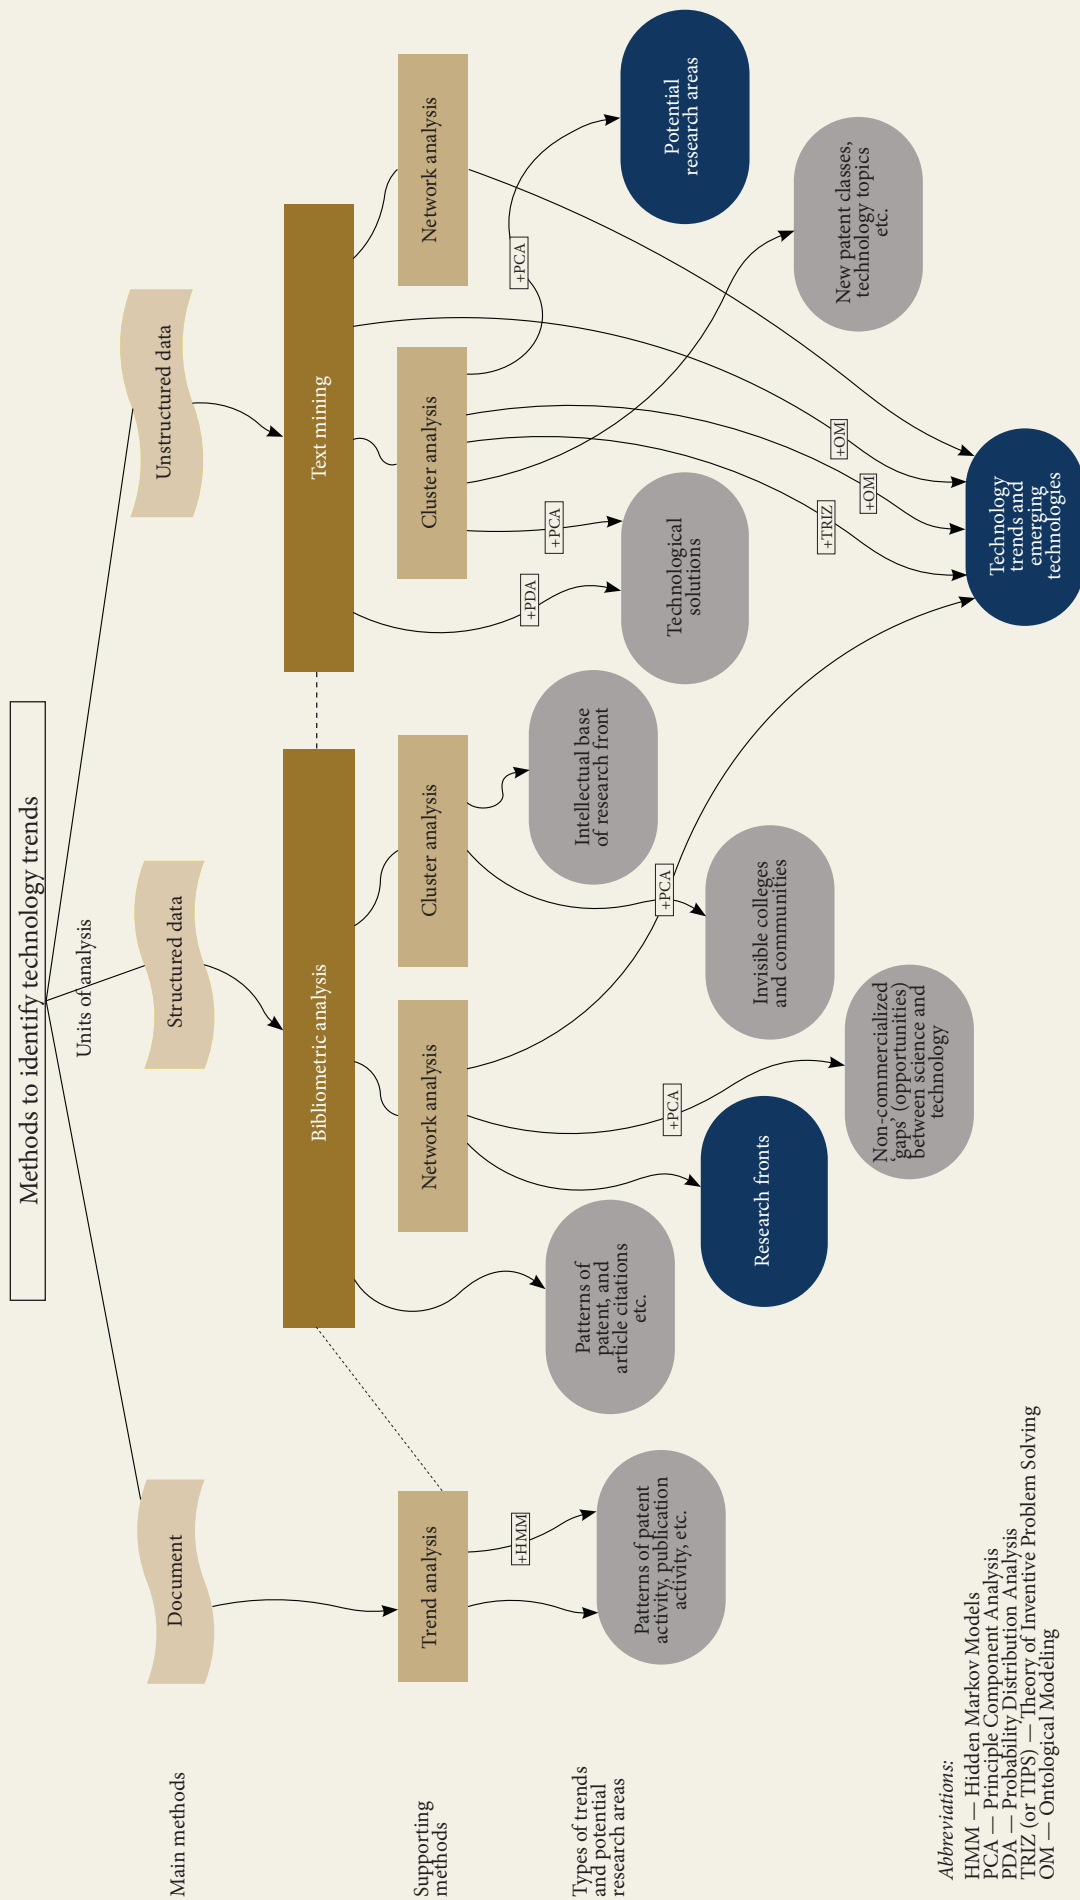 Methods to identify technology trends
Units of analysis
Main methods
Document
Structured data
Unstructured data
Bibliometric analysis
Text mining
Supporting
methods
Trend analysis
Network analysis
Cluster analysis
Cluster analysis
Network analysis
Types of trends
and potential
research areas
+HMM
Patterns of patent
activity, publication
activity, etc.
Patterns of
patent, and
article citations
etc.
Research fronts
+PCA
Non-commercialized
‘gaps’ (opportunities)
between science and
technology
+PCA
Invisible colleges
and communities
Intellectual base
of research front
+PDA
+PCA
Technological
solutions
+TRIZ
+OM
+OM
Technology
trends and
emerging
technologies
New patent classes,
technology topics
etc.
+PCA
Potential
research areas
Abbreviations:
HMM — Hidden Markov Models
PCA — Principle Component Analysis
PDA — Probability Distribution Analysis
TRIZ (or TIPS) — Theory of Inventive Problem Solving
OM — Ontological Modeling